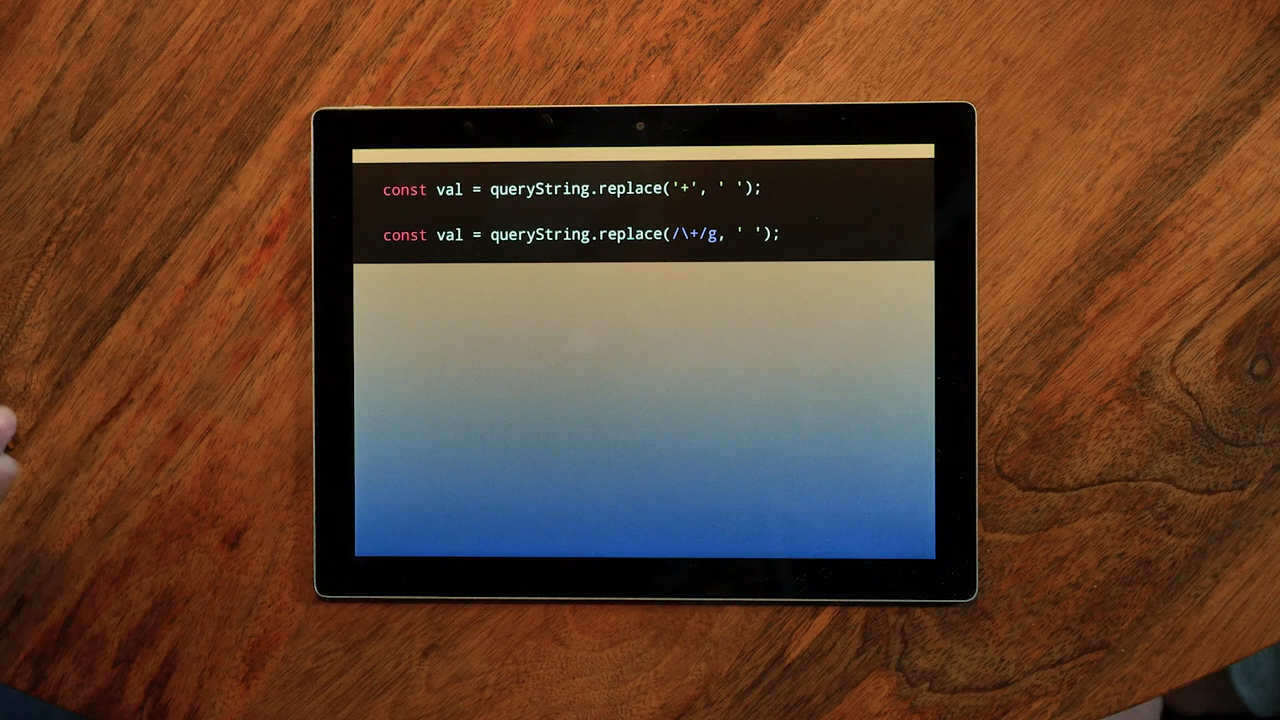 const val = queryString.replace('+', ' ');
const val = queryString.replace(/\+/g, ' ');